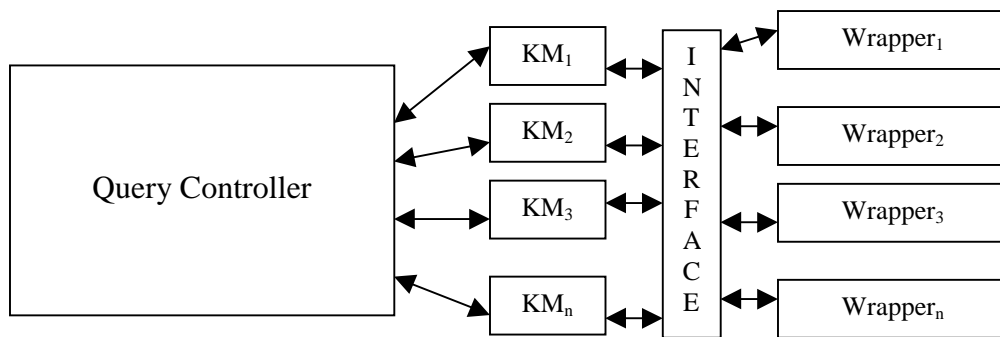 Query Controller
KM₁
KM₂
KM₃
KMₙ
I
N
T
E
R
F
A
C
E
Wrapper₁
Wrapper₂
Wrapper₃
Wrapperₙ